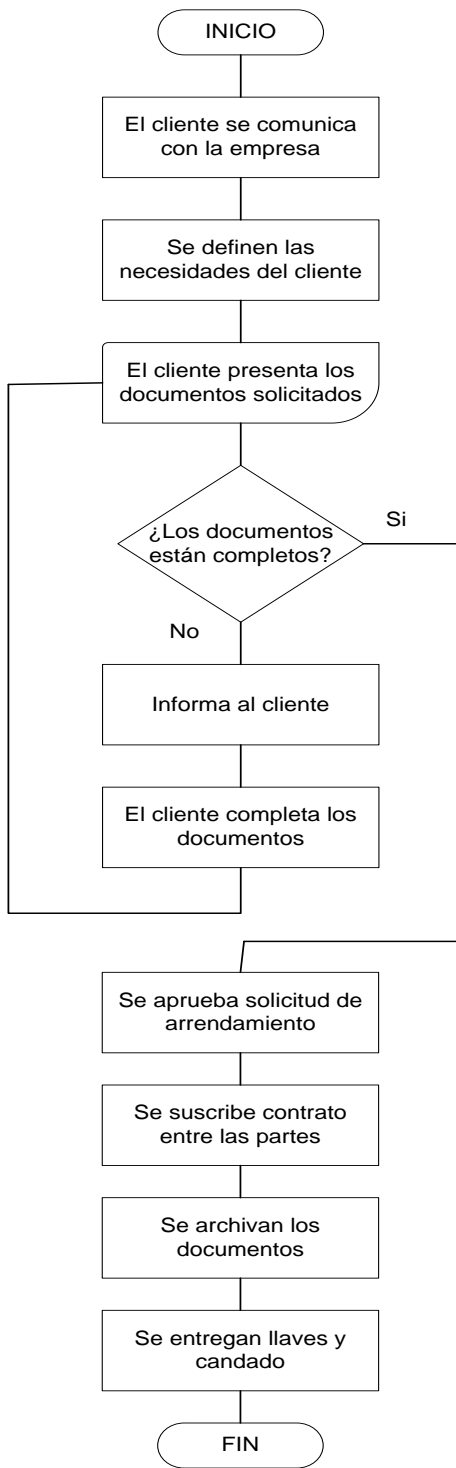 INICIO
El cliente se comunica
con la empresa
Se definen las
necesidades del cliente
El cliente presenta los
documentos solicitados
¿Los documentos
están completos?
Si
No
Informa al cliente
El cliente completa los
documentos
Se aprueba solicitud de
arrendamiento
Se suscribe contrato
entre las partes
Se archivan los
documentos
Se entregan llaves y
candado
FIN